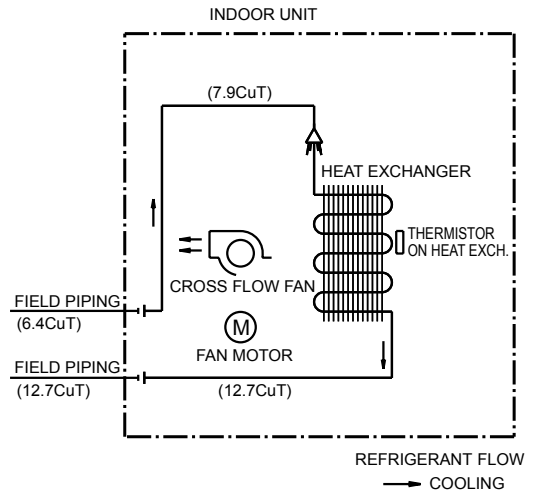 INDOOR UNIT
(7.9CuT)
HEAT EXCHANGER
THERMISTOR
ON HEAT EXCH.
CROSS FLOW FAN
FIELD PIPING
(6.4CuT)
M
FAN MOTOR
FIELD PIPING
(12.7CuT)
(12.7CuT)
REFRIGERANT FLOW
COOLING